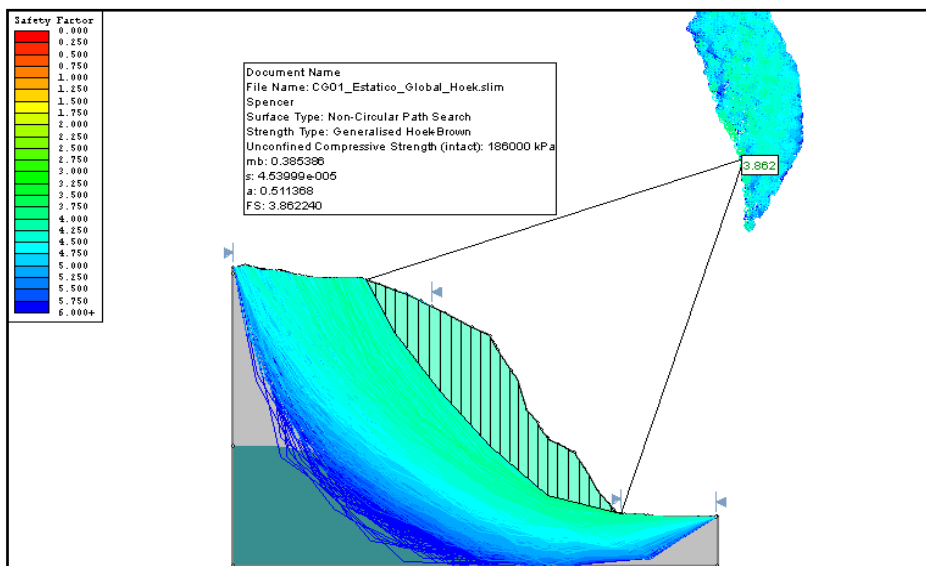 Safety Factor
0.000
0.250
0.500
0.750
1.000
1.250
1.500
1.750
2.000
2.250
2.500
2.750
3.000
3.250
3.500
3.750
4.000
4.250
4.500
4.750
5.000
5.250
5.500
5.750
6.000+
Document Name
File Name: CG01_Estatico_Global_Hoek.slim
Spencer
Surface Type: Non-Circular Path Search
Strength Type: Generalised Hoek-Brown
Unconfined Compressive Strength (intact): 186000 kPa
mb: 0.385386
s: 4.53999e-005
a: 0.511368
FS: 3.862240
3.862